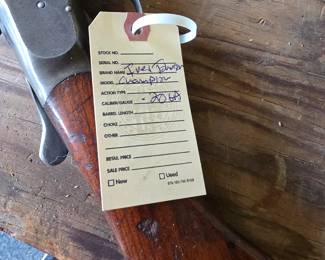 STOCK NO.
SERIAL NO.
BRAND NAME Iver Johnson
MODEL Champion
ACTION TYPE
CALIBER/GAUGE 20 GA
BARREL LENGTH
CHOKE
OTHER
RETAIL PRICE
SALE PRICE
New Used